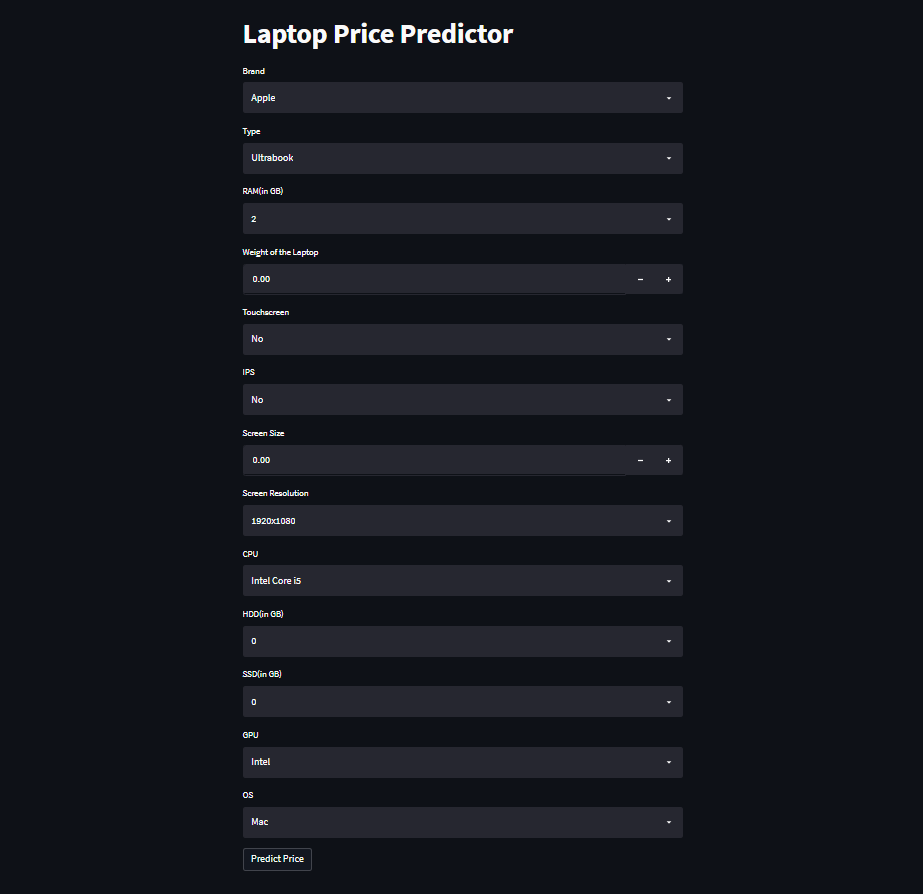 Laptop Price Predictor
Brand
Apple
Type
Ultrabook
RAM(in GB)
2
Weight of the Laptop
0.00
Touchscreen
No
IPS
No
Screen Size
0.00
Screen Resolution
1920x1080
CPU
Intel Core i5
HDD(in GB)
0
SSD(in GB)
0
GPU
Intel
OS
Mac
Predict Price